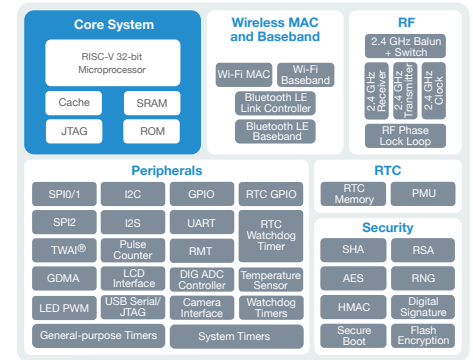 Core System
RISC-V 32-bit
Microprocessor
Cache
SRAM
JTAG
ROM
Wireless MAC
and Baseband
Wi-Fi MAC
Wi-Fi
Baseband
Bluetooth LE
Link Controller
Bluetooth LE
Baseband
RF
2.4 GHz Balun
+ Switch
2.4 GHz
Receiver
2.4 GHz
Transmitter
2.4 GHz
Clock
RF Phase
Lock Loop
Peripherals
SPI0/1
I2C
GPIO
RTC GPIO
SPI2
I2S
UART
RTC
Watchdog
Timer
TWAI®
Pulse
Counter
RMT
GDMA
LCD
Interface
DIG ADC
Controller
Temperature
Sensor
LED PWM
USB Serial/
JTAG
Camera
Interface
Watchdog
Timers
General-purpose Timers
System Timers
RTC
RTC
Memory
PMU
Security
SHA
RSA
AES
RNG
HMAC
Digital
Signature
Secure
Boot
Flash
Encryption